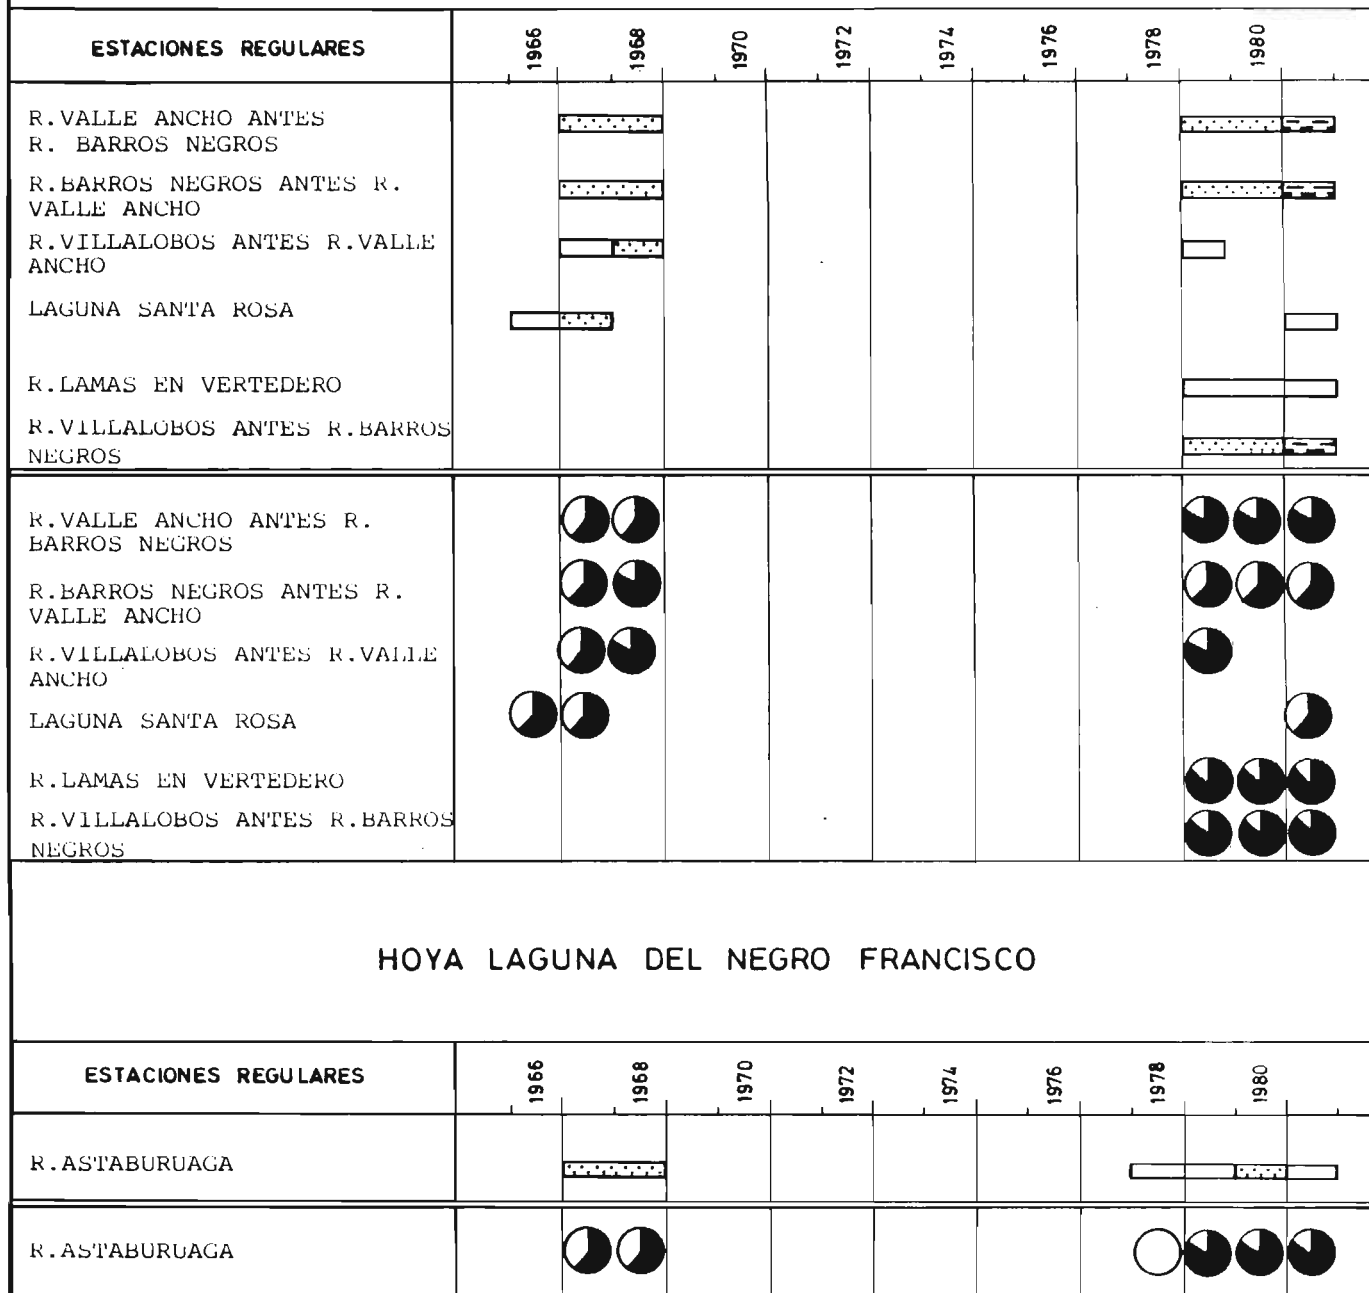 ESTACIONES REGULARES 1966 1968 1970 1972 1974 1976 1978 1980
R.VALLE ANCHO ANTES
R. BARROS NEGROS
R.BARROS NEGROS ANTES R.
VALLE ANCHO
R.VILLALOBOS ANTES R.VALLE
ANCHO
LAGUNA SANTA ROSA
R.LAMAS EN VERTEDERO
R.VILLALOBOS ANTES R.BARROS
NEGROS
R.VALLE ANCHO ANTES R.
BARROS NEGROS
R.BARROS NEGROS ANTES R.
VALLE ANCHO
R.VILLALOBOS ANTES R.VALLE
ANCHO
LAGUNA SANTA ROSA
R.LAMAS EN VERTEDERO
R.VILLALOBOS ANTES R.BARROS
NEGROS
HOYA LAGUNA DEL NEGRO FRANCISCO
ESTACIONES REGULARES 1966 1968 1970 1972 1974 1976 1978 1980
R.ASTABURUAGA
R.ASTABURUAGA